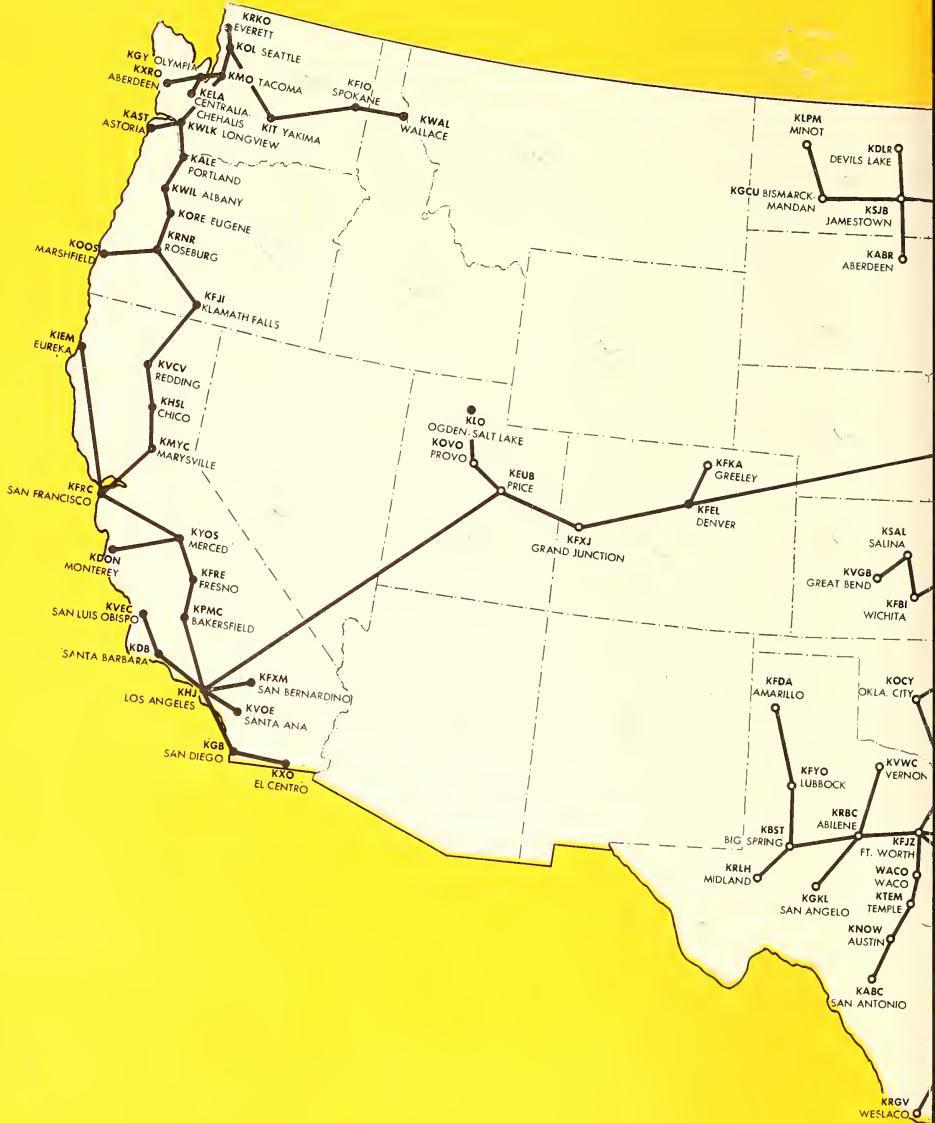 KRKO
EVERETT
KOL SEATTLE
KGY OLYMPIA
KXRO
ABERDEEN
KMO TACOMA
KELA
CENTRALIA-
CHEHALIS
KFIO
SPOKANE
KWAL
WALLACE
KIT YAKIMA
KAST
ASTORIA
KWLK LONGVIEW
KALE
PORTLAND
KWIL ALBANY
KORE EUGENE
KRNR
ROSEBURG
KOOS
MARSHFIELD
KFJI
KLAMATH FALLS
KIEM
EUREKA
KVCV
REDDING
KHSL
CHICO
KMYC
MARYSVILLE
KFRC
SAN FRANCISCO
KYOS
MERCED
KDON
MONTEREY
KFRE
FRESNO
KPMC
BAKERSFIELD
KVEC
SAN LUIS OBISPO
KDB
SANTA BARBARA
KHJ
LOS ANGELES
KFXM
SAN BERNARDINO
KVOE
SANTA ANA
KGB
SAN DIEGO
KXO
EL CENTRO
KLO
OGDEN-SALT LAKE
KOVO
PROVO
KEUB
PRICE
KFXJ
GRAND JUNCTION
KFKA
GREELEY
KFEL
DENVER
KLPM
MINOT
KDLR
DEVILS LAKE
KGCU BISMARCK-
MANDAN
KSJB
JAMESTOWN
KABR
ABERDEEN
KSAL
SALINA
KVGB
GREAT BEND
KFBI
WICHITA
KFDA
AMARILLO
KOCY
OKLA. CITY
KFYO
LUBBOCK
KVWC
VERNON
KRBC
ABILENE
KBST
BIG SPRING
KFJZ
FT. WORTH
KRLH
MIDLAND
KGKL
SAN ANGELO
WACO
WACO
KTEM
TEMPLE
KNOW
AUSTIN
KABC
SAN ANTONIO
KRGV
WESLACO